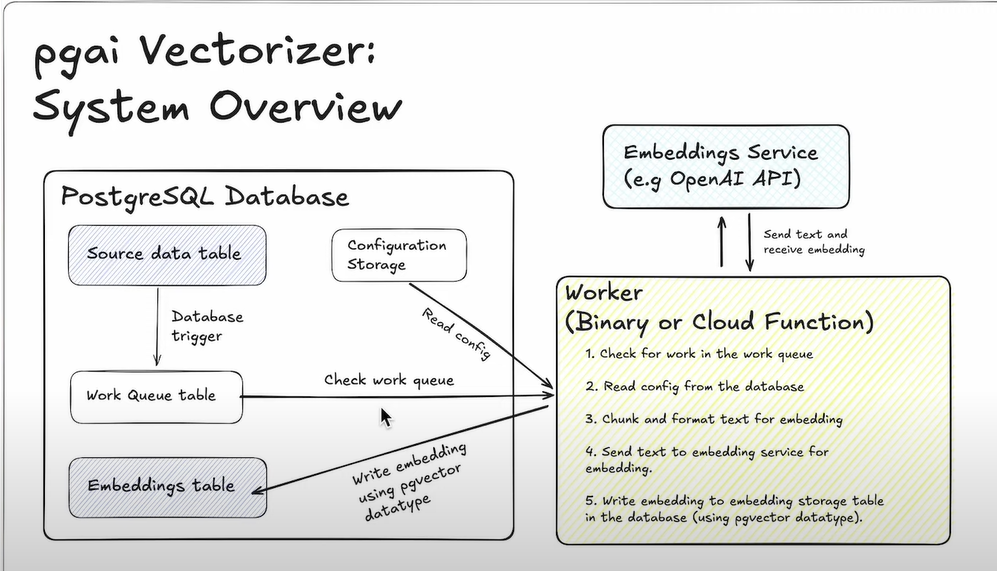 pgai Vectorizer:
System Overview
PostgreSQL Database
Source data table
Configuration
Storage
Database
trigger
Read config
Work Queue table
Check work queue
Embeddings table
Write embedding
using pgvector
datatype
Embeddings Service
(e.g OpenAI API)
Send text and
receive embedding
Worker
(Binary or Cloud Function)
1. Check for work in the work queue
2. Read config from the database
3. Chunk and format text for embedding
4. Send text to embedding service for
embedding.
5. Write embedding to embedding storage table
in the database (using pgvector datatype).